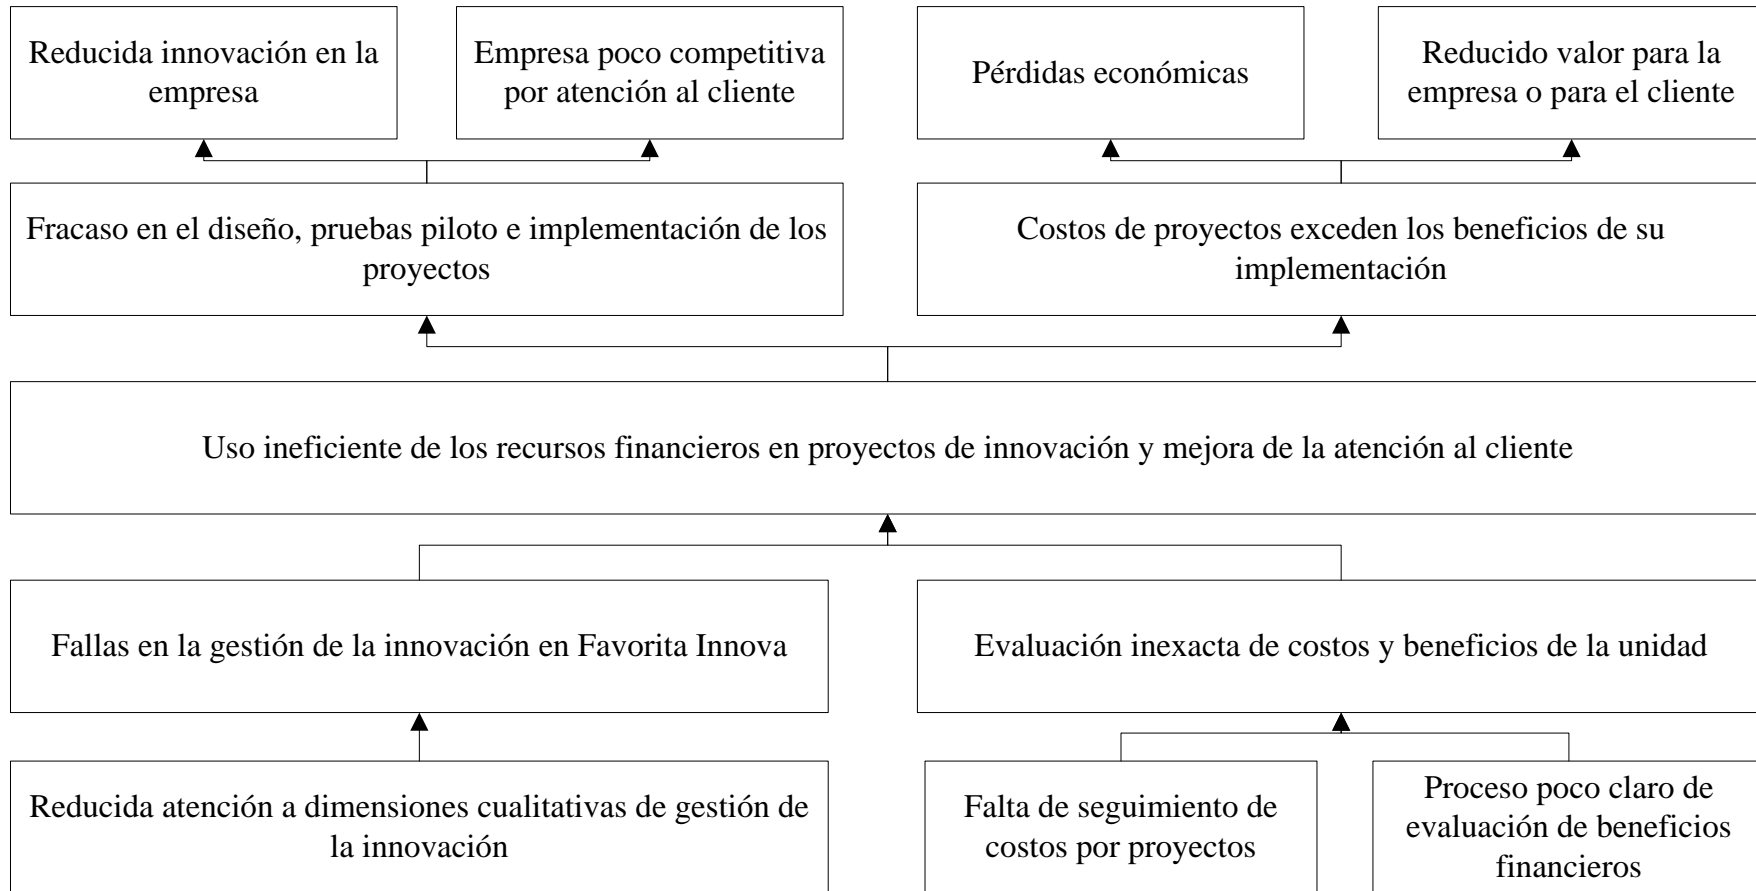 Reducida innovación en la
empresa
Empresa poco competitiva
por atención al cliente
Pérdidas económicas
Reducido valor para la
empresa o para el cliente
Fracaso en el diseño, pruebas piloto e implementación de los
proyectos
Costos de proyectos exceden los beneficios de su
implementación
Uso ineficiente de los recursos financieros en proyectos de innovación y mejora de la atención al cliente
Fallas en la gestión de la innovación en Favorita Innova
Evaluación inexacta de costos y beneficios de la unidad
Reducida atención a dimensiones cualitativas de gestión de
la innovación
Falta de seguimiento de
costos por proyectos
Proceso poco claro de
evaluación de beneficios
financieros